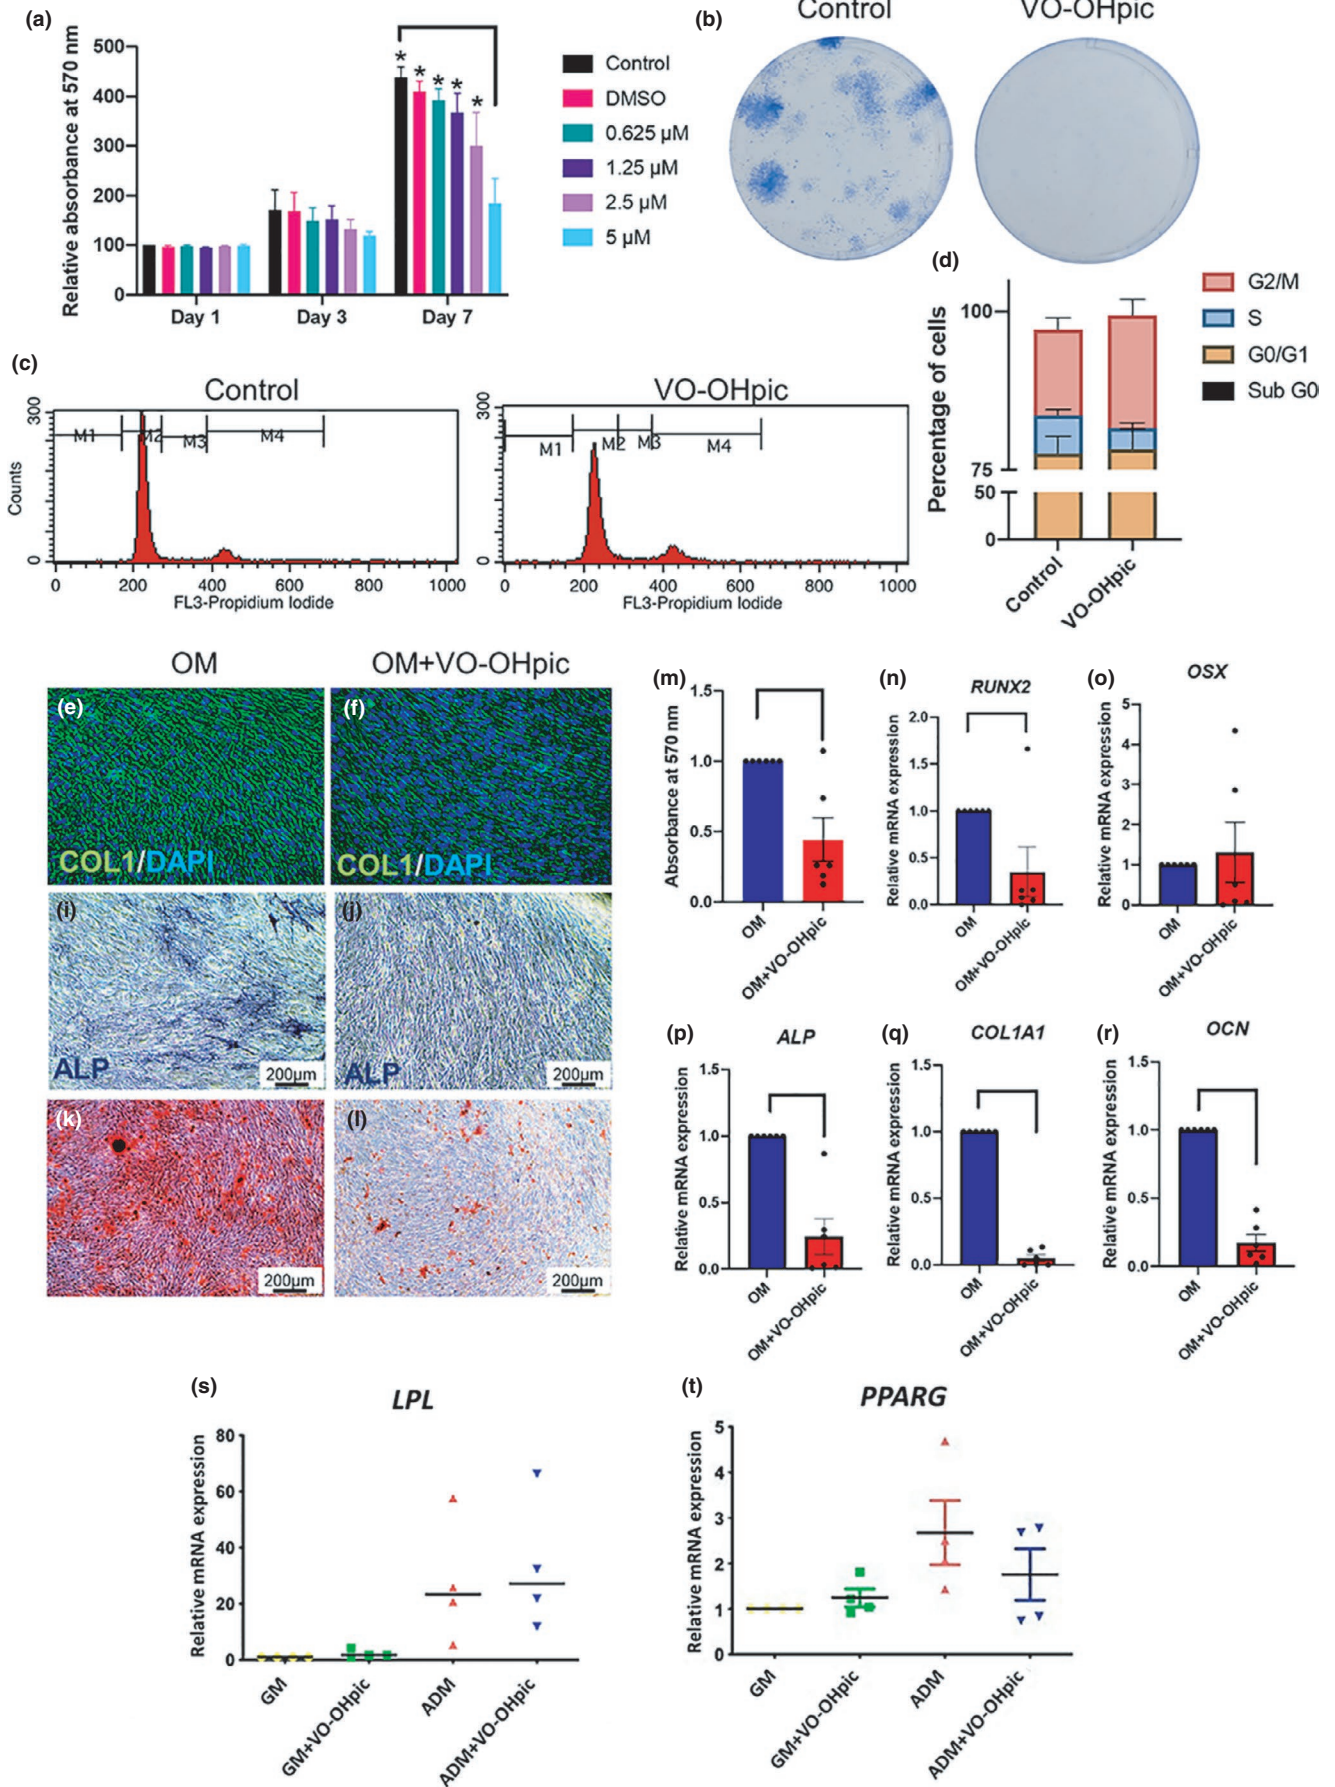 (a)
Relative absorbance at 570 nm
500
400
300
200
100
0
* * * * *
Day 1 Day 3 Day 7
Control
DMSO
0.625 µM
1.25 µM
2.5 µM
5 µM
(b)
Control VO-OHpic
(c)
Control
Counts
300
0
M1 M2 M3 M4
0 200 400 600 800 1000
FL3-Propidium Iodide
VO-OHpic
300
0
M1 M2 M3 M4
0 200 400 600 800 1000
FL3-Propidium Iodide
(d)
Percentage of cells
100
75
50
0
Control VO-OHpic
G2/M
S
G0/G1
Sub G0
OM OM+VO-OHpic
(e)
COL1/DAPI
(f)
COL1/DAPI
(i)
ALP
200µm
(j)
ALP
200µm
(k)
200µm
(l)
200µm
(m)
Absorbance at 570 nm
1.5
1.0
0.5
0.0
OM OM+VO-OHpic
(n)
RUNX2
Relative mRNA expression
2.0
1.5
1.0
0.5
0.0
OM OM+VO-OHpic
(o)
OSX
Relative mRNA expression
5
4
3
2
1
0
OM OM+VO-OHpic
(p)
ALP
Relative mRNA expression
1.5
1.0
0.5
0.0
OM OM+VO-OHpic
(q)
COL1A1
Relative mRNA expression
1.5
1.0
0.5
0.0
OM OM+VO-OHpic
(r)
OCN
Relative mRNA expression
1.5
1.0
0.5
0.0
OM OM+VO-OHpic
(s)
LPL
Relative mRNA expression
80
60
40
20
0
GM GM+VO-OHpic ADM ADM+VO-OHpic
(t)
PPARG
Relative mRNA expression
5
4
3
2
1
0
GM GM+VO-OHpic ADM ADM+VO-OHpic